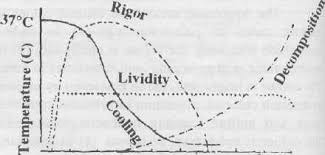 37°C
Rigor
Decomposition
Temperature (C)
Lividity
Cooling